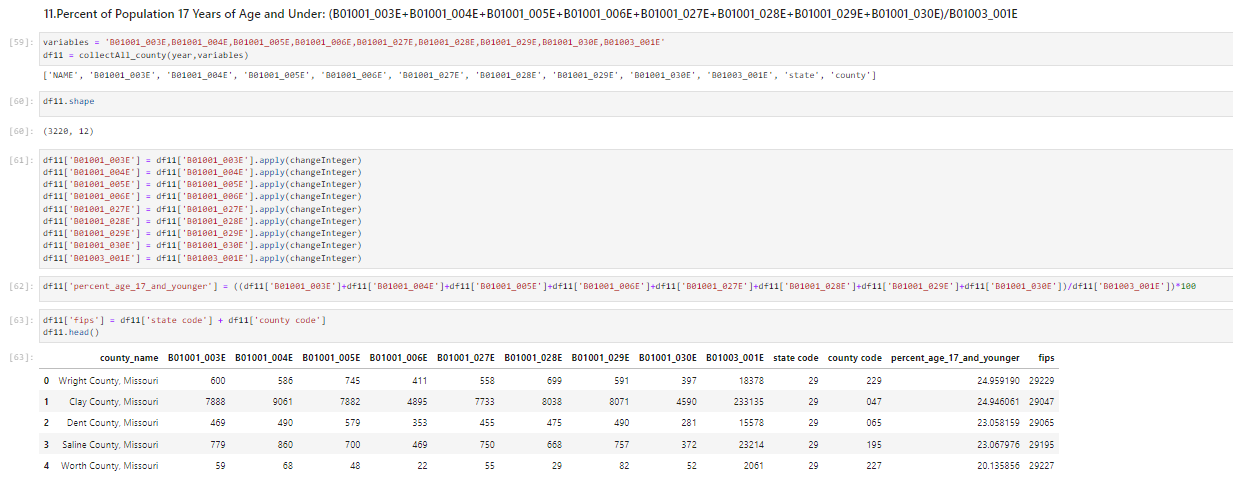 11.Percent of Population 17 Years of Age and Under: (B01001_003E+B01001_004E+B01001_005E+B01001_006E+B01001_027E+B01001_028E+B01001_029E+B01001_030E)/B01003_001E
[59]: variables = 'B01001_003E,B01001_004E,B01001_005E,B01001_006E,B01001_027E,B01001_028E,B01001_029E,B01001_030E,B01003_001E'
df11 = collectAll_county(year,variables)
['NAME', 'B01001_003E', 'B01001_004E', 'B01001_005E', 'B01001_006E', 'B01001_027E', 'B01001_028E', 'B01001_029E', 'B01001_030E', 'B01003_001E', 'state', 'county']
[60]: df11.shape
[60]: (3220, 12)
[61]: df11['B01001_003E'] = df11['B01001_003E'].apply(changeInteger)
df11['B01001_004E'] = df11['B01001_004E'].apply(changeInteger)
df11['B01001_005E'] = df11['B01001_005E'].apply(changeInteger)
df11['B01001_006E'] = df11['B01001_006E'].apply(changeInteger)
df11['B01001_027E'] = df11['B01001_027E'].apply(changeInteger)
df11['B01001_028E'] = df11['B01001_028E'].apply(changeInteger)
df11['B01001_029E'] = df11['B01001_029E'].apply(changeInteger)
df11['B01001_030E'] = df11['B01001_030E'].apply(changeInteger)
df11['B01003_001E'] = df11['B01003_001E'].apply(changeInteger)
[62]: df11['percent_age_17_and_younger'] = ((df11['B01001_003E']+df11['B01001_004E']+df11['B01001_005E']+df11['B01001_006E']+df11['B01001_027E']+df11['B01001_028E']+df11['B01001_029E']+df11['B01001_030E'])/df11['B01003_001E'])*100
[63]: df11['fips'] = df11['state code'] + df11['county code']
df11.head()
[63]: county_name B01001_003E B01001_004E B01001_005E B01001_006E B01001_027E B01001_028E B01001_029E B01001_030E B01003_001E state code county code percent_age_17_and_younger fips
0 Wright County, Missouri 600 586 745 411 558 699 591 397 18378 29 229 24.959190 29229
1 Clay County, Missouri 7888 9061 7882 4895 7733 8038 8071 4590 233135 29 047 24.946061 29047
2 Dent County, Missouri 469 490 579 353 455 475 490 281 15578 29 065 23.058159 29065
3 Saline County, Missouri 779 860 700 469 750 668 757 372 23214 29 195 23.067976 29195
4 Worth County, Missouri 59 68 48 22 55 29 82 52 2061 29 227 20.135856 29227